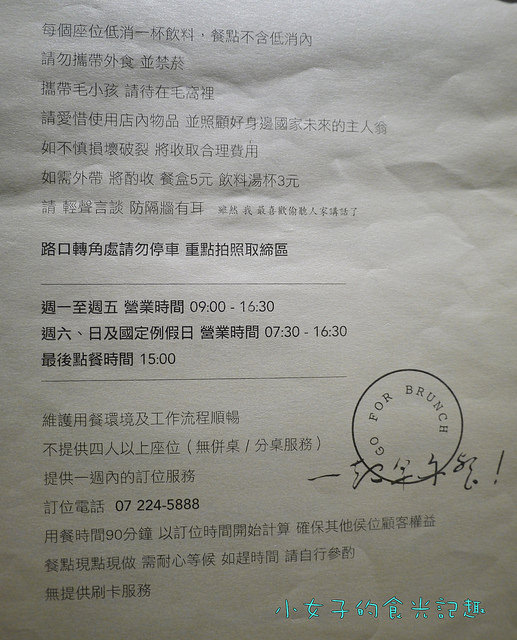 每個座位低消一杯飲料，餐點不含低消內
請勿攜帶外食 並禁菸
攜帶毛小孩 請待在毛窩裡
請愛惜使用店內物品 並照顧好身邊國家未來的主人翁
如不慎損壞破裂 將收取合理費用
如需外帶 將酌收 餐盒5元 飲料湯杯3元
請 輕聲言談 防隔牆有耳 雖然我最喜歡偷聽人家講話了
路口轉角處請勿停車 重點拍照取締區
週一至週五 營業時間 09:00 - 16:30
週六、日及國定例假日 營業時間 07:30 - 16:30
最後點餐時間 15:00
GO FOR BRUNCH
一起吃午飯！
維護用餐環境及工作流程順暢
不提供四人以上座位（無併桌 / 分桌服務）
提供一週內的訂位服務
訂位電話 07 224-5888
用餐時間90分鐘 以訂位時間開始計算 確保其他侯位顧客權益
餐點現點現做 需耐心等候 如趕時間 請自行參酌
無提供刷卡服務
小女子的食光記趣